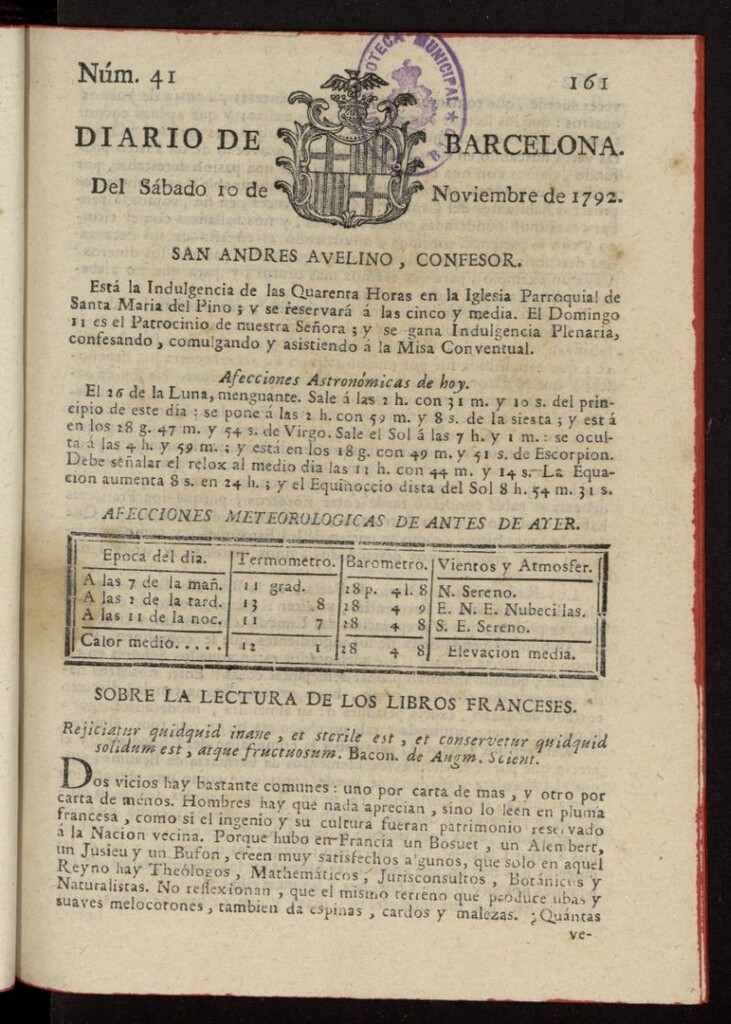 Núm. 41
161
OTECA MUNICIPAL
DIARIO DE BARCELONA.
Del Sábado 10 de Noviembre de 1792.
SAN ANDRES AVELINO, CONFESOR.
Está la Indulgencia de las Quarenta Horas en la Iglesia Parroquial de
Santa Maria del Pino; y se reservará á las cinco y media. El Domingo
11 es el Patrocinio de nuestra Señora; y se gana Indulgencia Plenaria,
confesando, comulgando y asistiendo á la Misa Conventual.
Afecciones Astronómicas de hoy.
El 26 de la Luna, menguante. Sale á las 2 h. con 31 m. y 10 s. del prin-
cipio de este dia: se pone á las 2 h. con 59 m. y 8 s. de la siesta; y está
en los 28 g. 47 m. y 54 s. de Virgo. Sale el Sol á las 7 h. y 1 m.: se ocul-
ta á las 4 h. y 59 m.; y está en los 18 g. con 49 m. y 51 s. de Escorpion.
Debe señalar el relox al medio dia las 11 h. con 44 m. y 14 s. La Equa-
cion aumenta 8 s. en 24 h.; y el Equinoccio dista del Sol 8 h. 54 m. 31 s.
AFECCIONES METEOROLOGICAS DE ANTES DE AYER.
Epoca del dia. Termometro. Barometro. Vientos y Atmosfer.
A las 7 de la mañ. 11 grad. 28 p. 4 l. 8 N. Sereno.
A las 2 de la tard. 13 8 28 4 9 E. N. E. Nubecillas.
A las 11 de la noc. 11 7 28 4 8 S. E. Sereno.
Calor medio..... 12 1 28 4 8 Elevacion media.
SOBRE LA LECTURA DE LOS LIBROS FRANCESES.
Rejiciatur quidquid inane, et sterile est, et conservetur quidquid
solidum est, atque fructuosum. Bacon. de Augm. Scient.
Dos vicios hay bastante comunes: uno por carta de mas, y otro por
carta de ménos. Hombres hay que nada aprecian, sino lo leen en pluma
francesa, como si el ingenio y su cultura fueran patrimonio reservado
á la Nacion vecina. Porque hubo en Francia un Bosuet, un Alembert,
un Jusieu y un Bufon, creen muy satisfechos algunos, que solo en aquel
Reyno hay Theólogos, Mathemáticos, Jurisconsultos, Botánicos y
Naturalistas. No reflexîonan, que el mismo terreno que produce ubas y
suaves melocotones, tambien da espinas, cardos y malezas. ¿Quántas
ve-